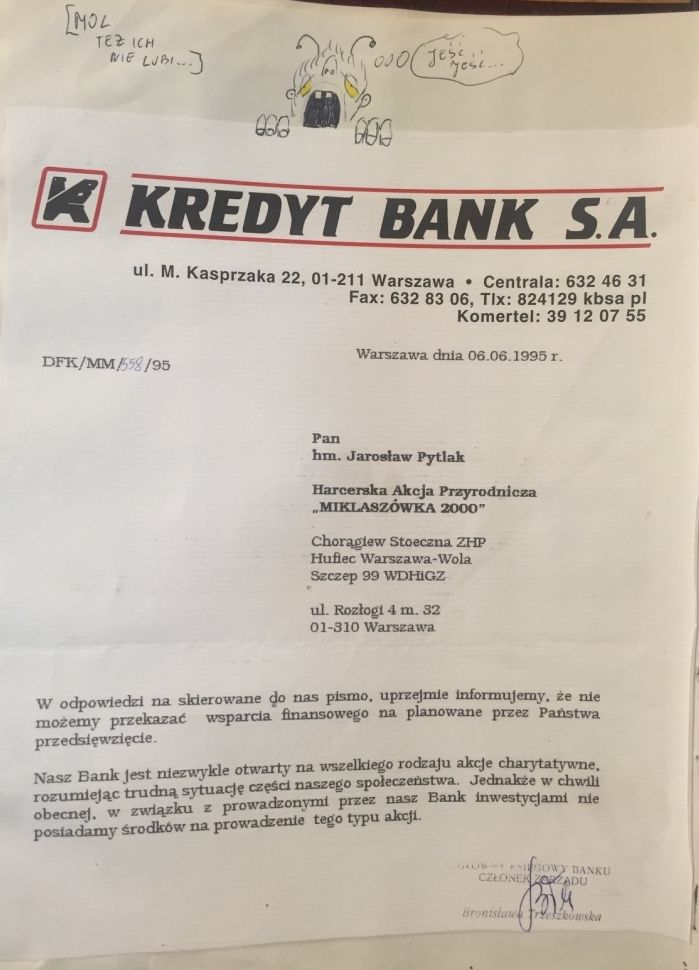 [MOL
TEŻ ICH
NIE LUBI...]
JEŚĆ
JEŚĆ...
KREDYT BANK S.A.
ul. M. Kasprzaka 22, 01-211 Warszawa • Centrala: 632 46 31
Fax: 632 83 06, Tlx: 824129 kbsa pl
Komertel: 39 12 07 55
DFK/MM/558/95
Warszawa dnia 06.06.1995 r.
Pan
hm. Jarosław Pytlak
Harcerska Akcja Przyrodnicza
„MIKLASZÓWKA 2000”
Chorągiew Stoeczna ZHP
Hufiec Warszawa-Wola
Szczep 99 WDHiGZ
ul. Rozłogi 4 m. 32
01-310 Warszawa
W odpowiedzi na skierowane do nas pismo, uprzejmie informujemy, że nie
możemy przekazać wsparcia finansowego na planowane przez Państwa
przedsięwzięcie.
Nasz Bank jest niezwykle otwarty na wszelkiego rodzaju akcje charytatywne,
rozumiejąc trudną sytuację części naszego społeczeństwa. Jednakże w chwili
obecnej, w związku z prowadzonymi przez nasz Bank inwestycjami nie
posiadamy środków na prowadzenie tego typu akcji.
GŁÓWNY KSIĘGOWY BANKU
CZŁONEK ZARZĄDU
Bronisława Trzeszkowska